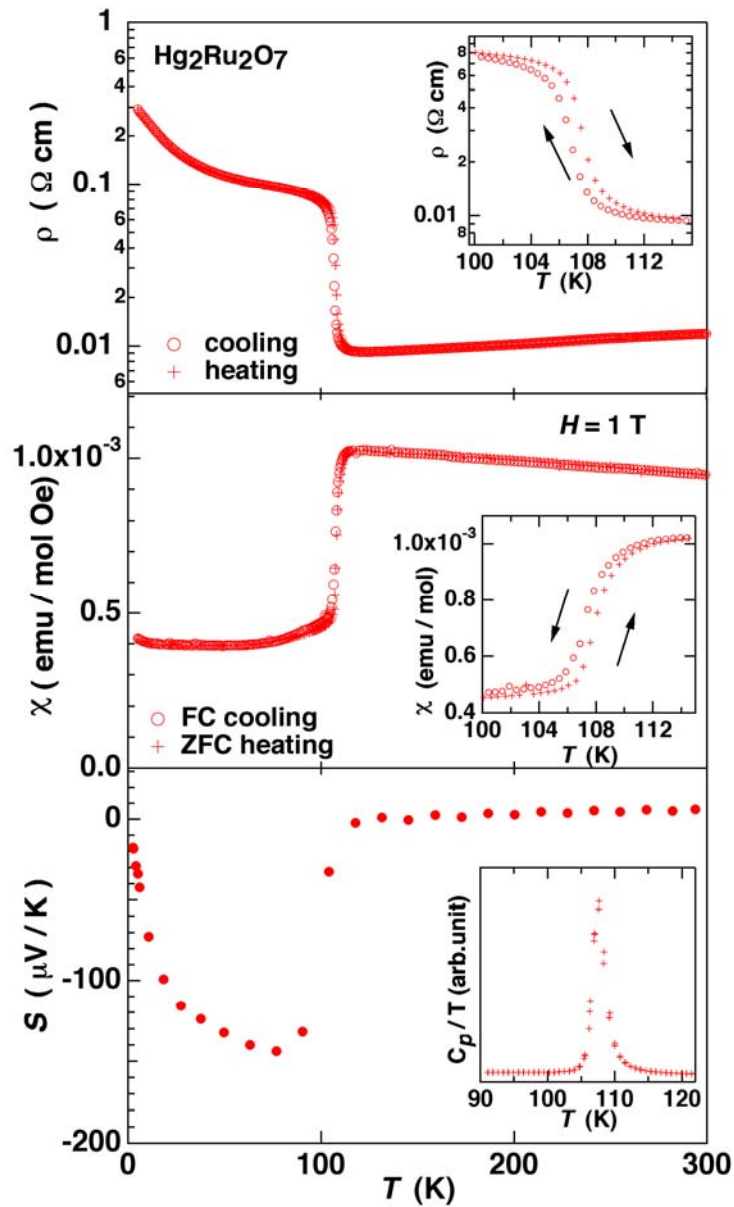 1
Hg2Ru2O7
6
4
2
0.1
8
6
4
2
0.01
8
6
ρ ( Ω cm)
cooling
heating
8
6
4
2
0.01
8
ρ (Ω cm)
100 104 108 112
T (K)
H = 1 T
1.0x10-3
0.5
0.0
χ ( emu / mol Oe)
FC cooling
ZFC heating
1.0x10-3
0.8
0.6
0.4
χ (emu / mol)
100 104 108 112
T (K)
0
-100
-200
S ( μV / K)
Cp / T (arb.unit)
90 100 110 120
T (K)
0 100 200 300
T (K)